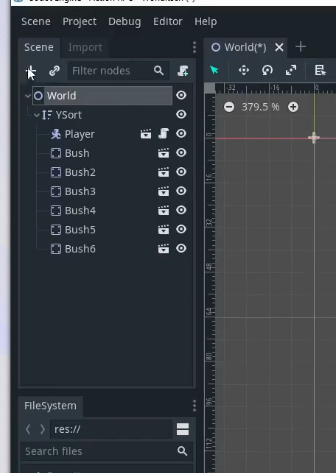 Scene Project Debug Editor Help
Scene Import
World(*)
Filter nodes
379.5 %
World
YSort
Player
Bush
Bush2
Bush3
Bush4
Bush5
Bush6
FileSystem
res://
Search files